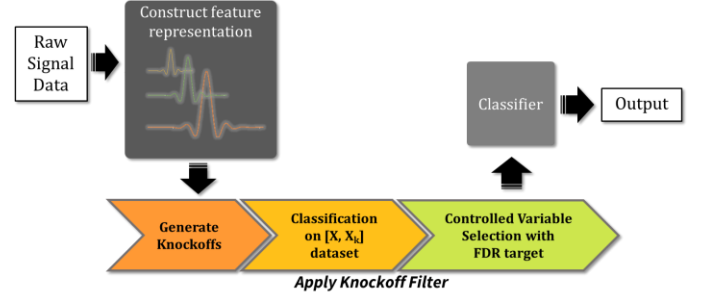 Raw
Signal
Data
Construct feature
representation
Generate
Knockoffs
Classification
on [X, Xk]
dataset
Controlled Variable
Selection with
FDR target
Apply Knockoff Filter
Classifier
Output